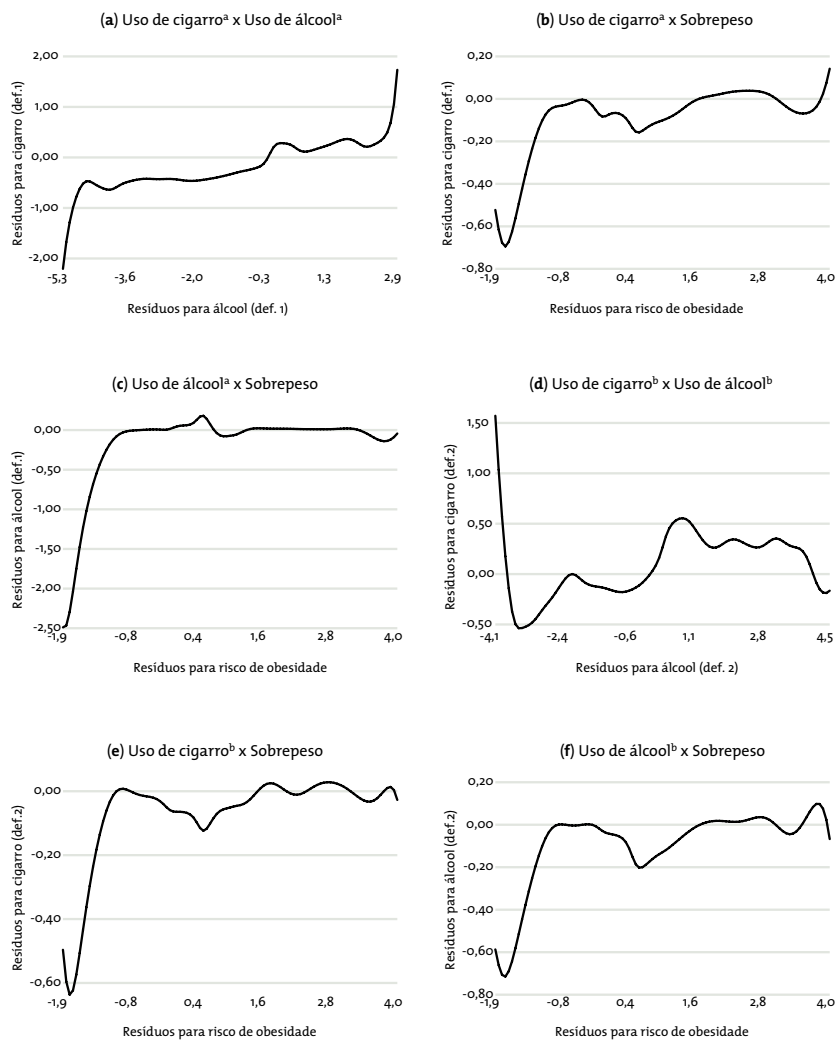 (a) Uso de cigarroª x Uso de álcoolª
2,00
1,00
0,00
-1,00
-2,00
Resíduos para cigarro (def.1)
-5,3 -3,6 -2,0 -0,3 1,3 2,9
Resíduos para álcool (def. 1)
(b) Uso de cigarroª x Sobrepeso
0,20
0,00
-0,20
-0,40
-0,60
-0,80
Resíduos para cigarro (def.1)
-1,9 -0,8 0,4 1,6 2,8 4,0
Resíduos para risco de obesidade
(c) Uso de álcoolª x Sobrepeso
0,00
-0,50
-1,00
-1,50
-2,00
-2,50
Resíduos para álcool (def.1)
-1,9 -0,8 0,4 1,6 2,8 4,0
Resíduos para risco de obesidade
(d) Uso de cigarroᵇ x Uso de álcoolᵇ
1,50
1,00
0,50
0,00
-0,50
Resíduos para cigarro (def.2)
-4,1 -2,4 -0,6 1,1 2,8 4,5
Resíduos para álcool (def. 2)
(e) Uso de cigarroᵇ x Sobrepeso
0,00
-0,20
-0,40
-0,60
Resíduos para cigarro (def.2)
-1,9 -0,8 0,4 1,6 2,8 4,0
Resíduos para risco de obesidade
(f) Uso de álcoolᵇ x Sobrepeso
0,20
0,00
-0,20
-0,40
-0,60
-0,80
Resíduos para álcool (def.2)
-1,9 -0,8 0,4 1,6 2,8 4,0
Resíduos para risco de obesidade